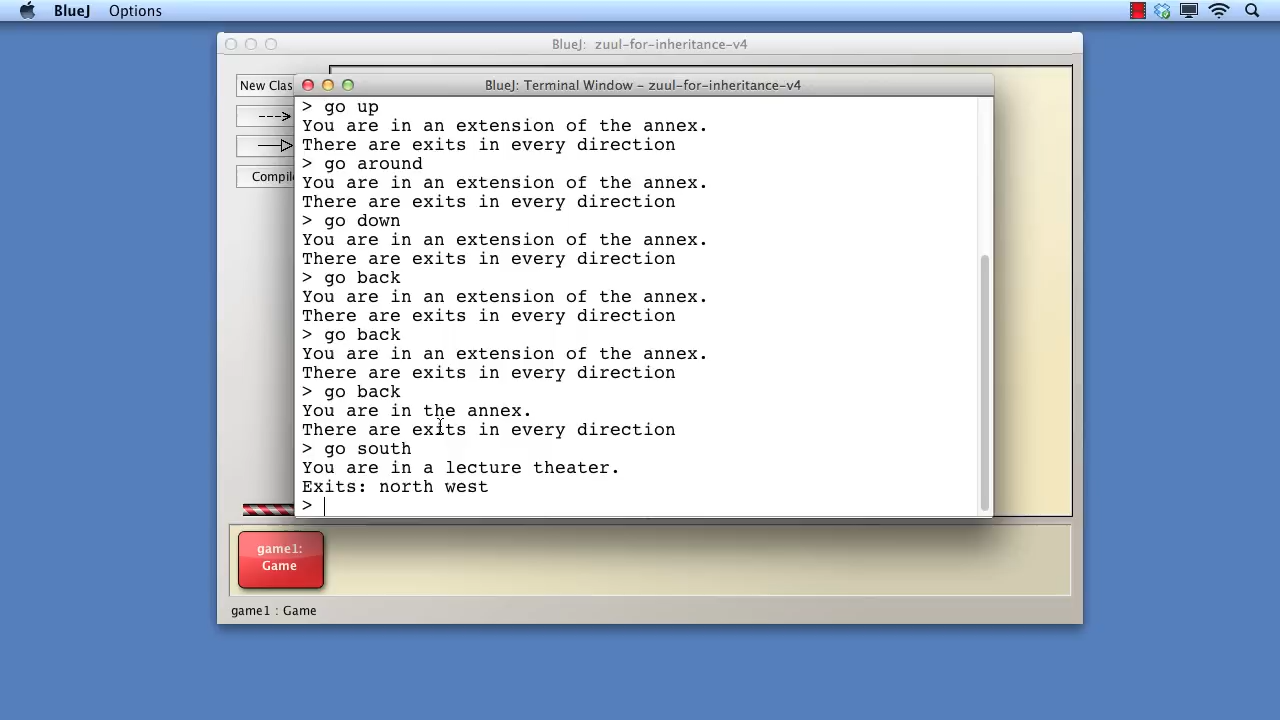 BlueJ Options
BlueJ: zuul-for-inheritance-v4
New Clas
BlueJ: Terminal Window - zuul-for-inheritance-v4
Compile
> go up
You are in an extension of the annex.
There are exits in every direction
> go around
You are in an extension of the annex.
There are exits in every direction
> go down
You are in an extension of the annex.
There are exits in every direction
> go back
You are in an extension of the annex.
There are exits in every direction
> go back
You are in an extension of the annex.
There are exits in every direction
> go back
You are in the annex.
There are exits in every direction
> go south
You are in a lecture theater.
Exits: north west
>
game1:
Game
game1 : Game